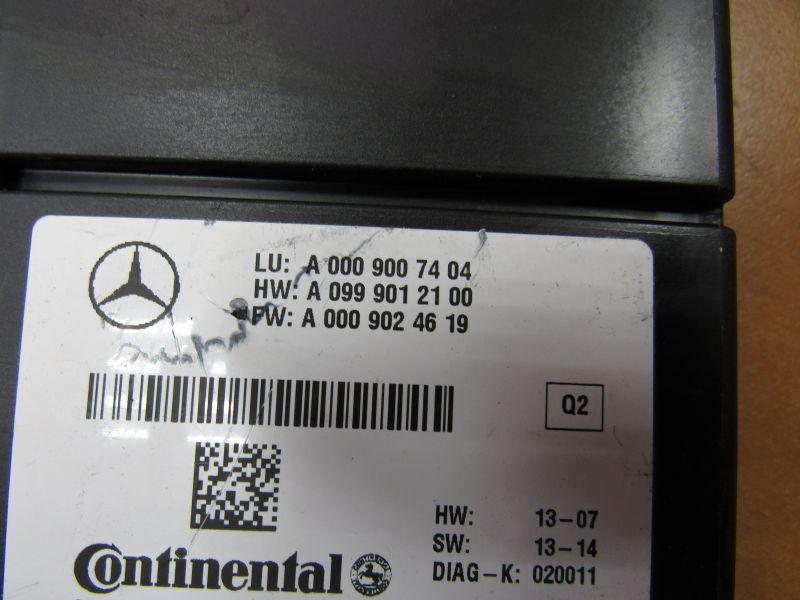 LU: A 000 900 74 04
HW: A 099 901 21 00
FW: A 000 902 46 19
Q2
HW: 13-07
SW: 13-14
DIAG-K: 020011
Continental